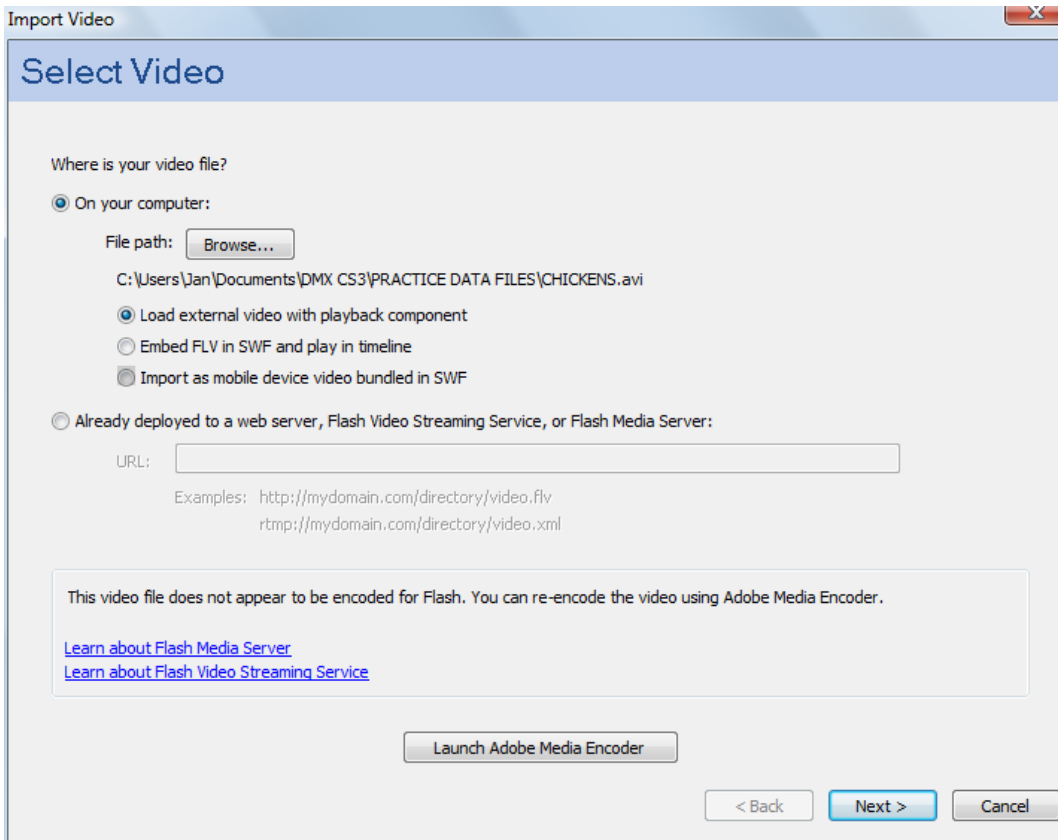 Import Video
Select Video
Where is your video file?
On your computer:
File path: Browse...
C:\Users\Jan\Documents\DMX CS3\PRACTICE DATA FILES\CHICKENS.avi
Load external video with playback component
Embed FLV in SWF and play in timeline
Import as mobile device video bundled in SWF
Already deployed to a web server, Flash Video Streaming Service, or Flash Media Server:
URL:
Examples: http://mydomain.com/directory/video.flv
rtmp://mydomain.com/directory/video.xml
This video file does not appear to be encoded for Flash. You can re-encode the video using Adobe Media Encoder.
Learn about Flash Media Server
Learn about Flash Video Streaming Service
Launch Adobe Media Encoder
< Back Next > Cancel